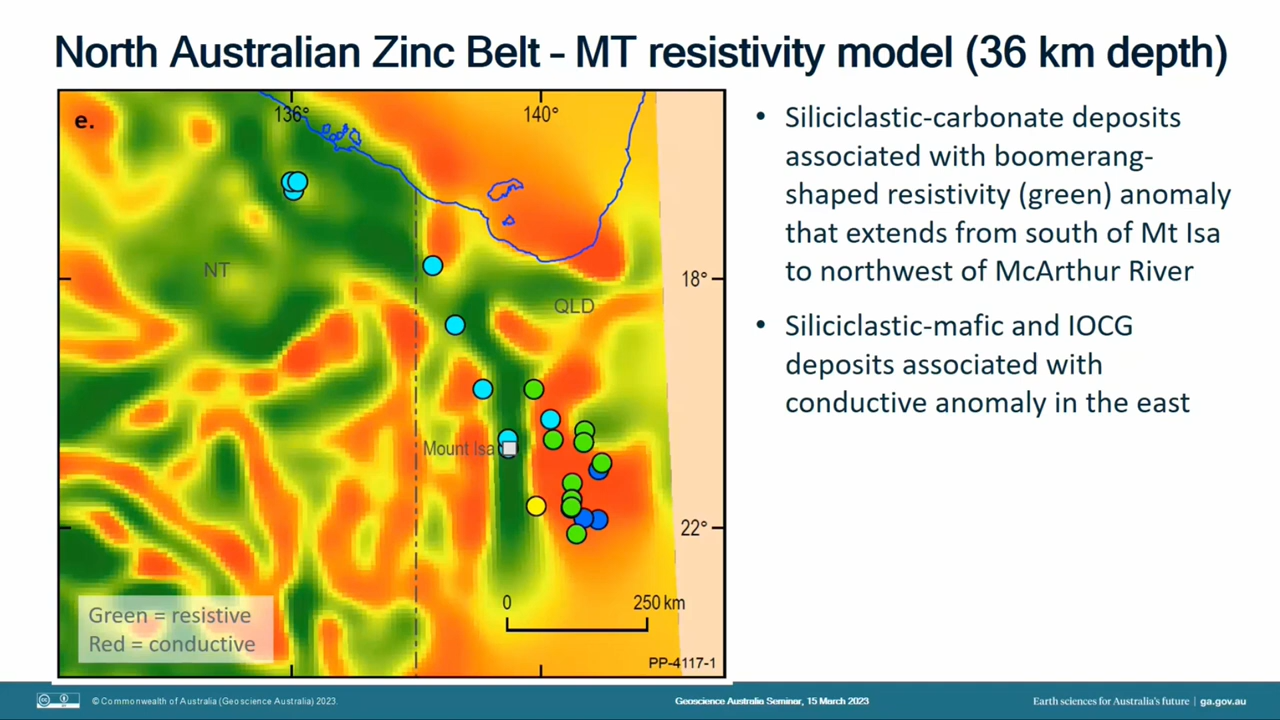 North Australian Zinc Belt – MT resistivity model (36 km depth)
e.
136°
140°
NT
18°
QLD
Mount Isa
22°
0
250 km
Green = resistive
Red = conductive
PP-4117-1
• Siliciclastic-carbonate deposits
associated with boomerang-
shaped resistivity (green) anomaly
that extends from south of Mt Isa
to northwest of McArthur River
• Siliciclastic-mafic and IOCG
deposits associated with
conductive anomaly in the east
cc BY
© Commonwealth of Australia (Geoscience Australia) 2023.
Geoscience Australia Seminar, 15 March 2023
Earth sciences for Australia's future | ga.gov.au